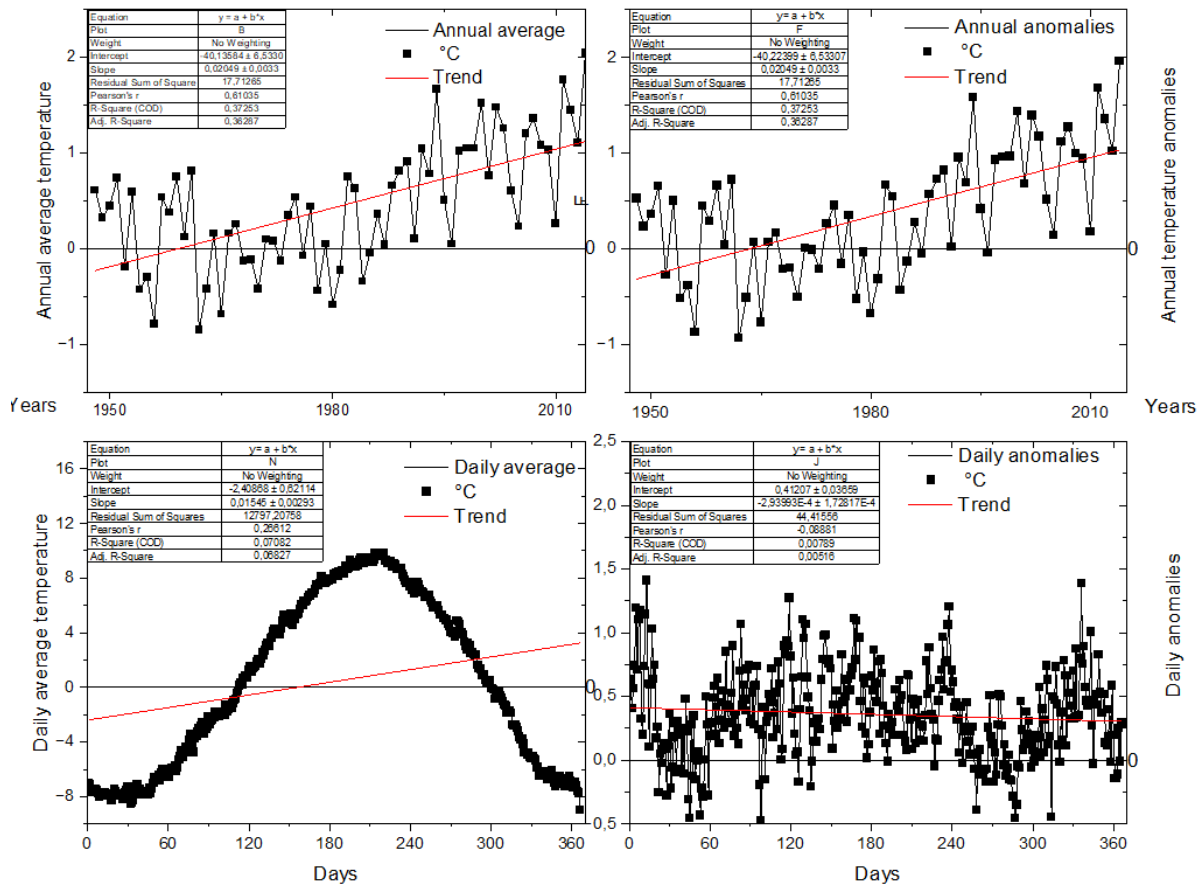 Equation y = a + b*x
Plot B
Weight No Weighting
Intercept -40,13584 ± 6,5330
Slope 0,02049 ± 0,0033
Residual Sum of Square 17,71265
Pearson's r 0,61035
R-Square (COD) 0,37253
Adj. R-Square 0,36287
Annual average
°C
Trend
Annual average temperature
2
1
0
−1
0
1950 1980 2010
Years
Equation y = a + b*x
Plot F
Weight No Weighting
Intercept -40,22399 ± 6,53307
Slope 0,02049 ± 0,0033
Residual Sum of Square 17,71265
Pearson's r 0,61035
R-Square (COD) 0,37253
Adj. R-Square 0,36287
Annual anomalies
°C
Trend
2
1
0
−1
0
Annual temperature anomalies
1950 1980 2010
Years
Equation y = a + b*x
Plot N
Weight No Weighting
Intercept -2,40868 ± 0,62114
Slope 0,01545 ± 0,00293
Residual Sum of Squares 12797,20758
Pearson's r 0,26612
R-Square (COD) 0,07082
Adj. R-Square 0,06827
Daily average
°C
Trend
Daily average temperature
16
12
8
4
0
−4
−8
0
0 60 120 180 240 300 360
Days
Equation y = a + b*x
Plot J
Weight No Weighting
Intercept 0,41207 ± 0,03659
Slope -2,93993E-4 ± 1,72817E-4
Residual Sum of Squares 44,41556
Pearson's r -0,08881
R-Square (COD) 0,00789
Adj. R-Square 0,00516
Daily anomalies
°C
Trend
2,5
2,0
1,5
1,0
0,5
0,0
0,5
0
Daily anomalies
0 60 120 180 240 300 360
Days